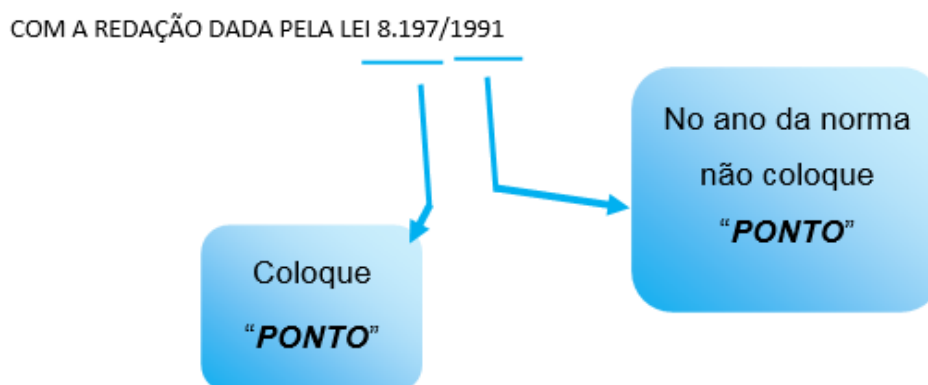 COM A REDAÇÃO DADA PELA LEI 8.197/1991
No ano da norma
não coloque
“PONTO”
Coloque
“PONTO”